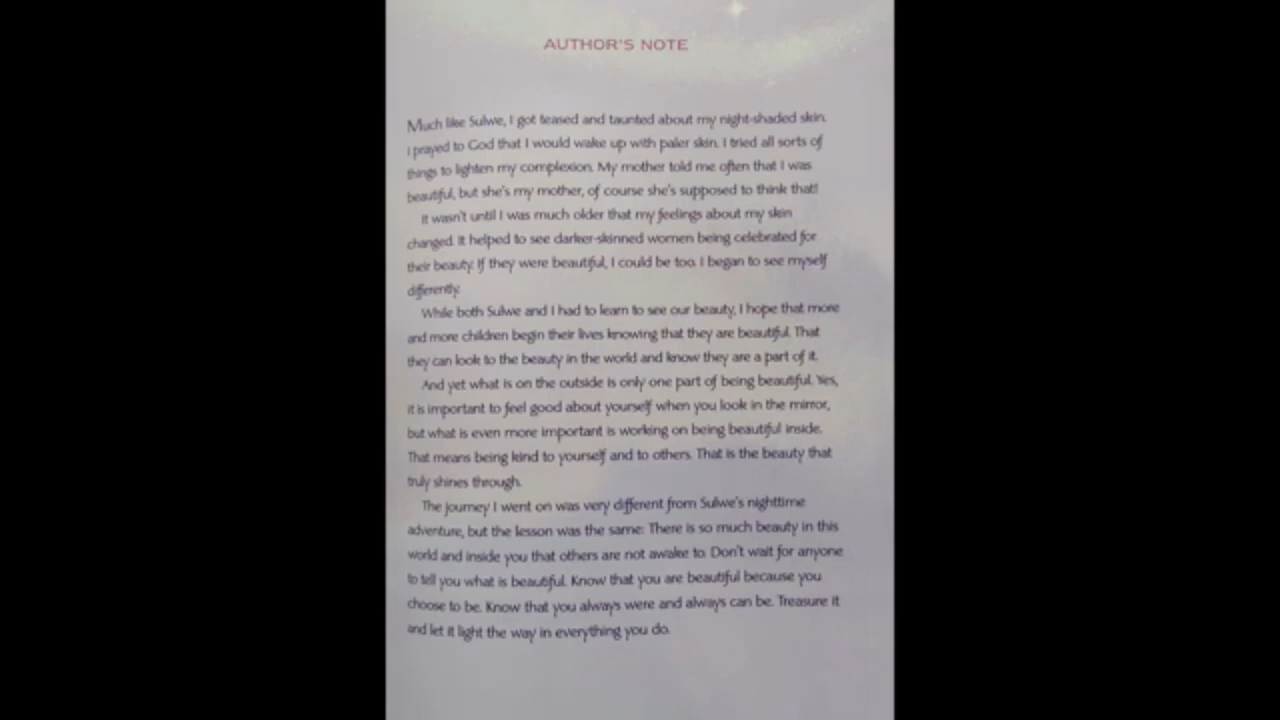 AUTHOR'S NOTE
Much like Sulwe, I got teased and taunted about my night-shaded skin.
I prayed to God that I would wake up with paler skin. I tried all sorts of
things to lighten my complexion. My mother told me often that I was
beautiful, but she's my mother, of course she's supposed to think that!
It wasn't until I was much older that my feelings about my skin
changed. It helped to see darker-skinned women being celebrated for
their beauty. If they were beautiful, I could be too. I began to see myself
differently.
While both Sulwe and I had to learn to see our beauty, I hope that more
and more children begin their lives knowing that they are beautiful. That
they can look to the beauty in the world and know they are a part of it.
And yet what is on the outside is only one part of being beautiful. Yes,
it is important to feel good about yourself when you look in the mirror,
but what is even more important is working on being beautiful inside.
That means being kind to yourself and to others. That is the beauty that
truly shines through.
The journey I went on was very different from Sulwe's nighttime
adventure, but the lesson was the same: There is so much beauty in this
world and inside you that others are not awake to. Don't wait for anyone
to tell you what is beautiful. Know that you are beautiful because you
choose to be. Know that you always were and always can be. Treasure it
and let it light the way in everything you do.